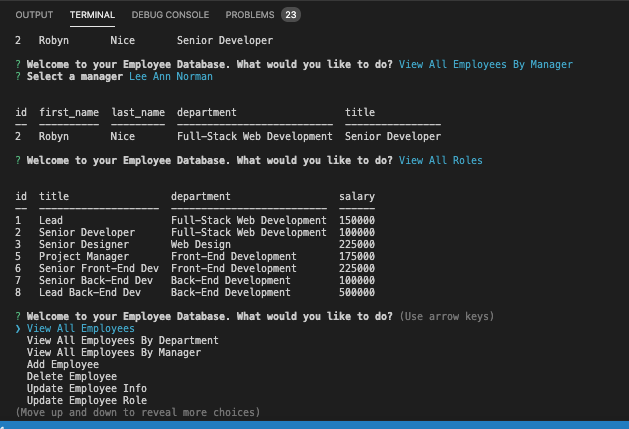 OUTPUT TERMINAL DEBUG CONSOLE PROBLEMS 23
2 Robyn Nice Senior Developer
? Welcome to your Employee Database. What would you like to do? View All Employees By Manager
? Select a manager Lee Ann Norman
id first_name last_name department title
-- ---------- --------- -------------------------- ----------------
2 Robyn Nice Full-Stack Web Development Senior Developer
? Welcome to your Employee Database. What would you like to do? View All Roles
id title department salary
-- -------------------- -------------------------- ------
1 Lead Full-Stack Web Development 150000
2 Senior Developer Full-Stack Web Development 100000
3 Senior Designer Web Design 225000
5 Project Manager Front-End Development 175000
6 Senior Front-End Dev Front-End Development 225000
7 Senior Back-End Dev Back-End Development 100000
8 Lead Back-End Dev Back-End Development 500000
? Welcome to your Employee Database. What would you like to do? (Use arrow keys)
❯ View All Employees
View All Employees By Department
View All Employees By Manager
Add Employee
Delete Employee
Update Employee Info
Update Employee Role
(Move up and down to reveal more choices)